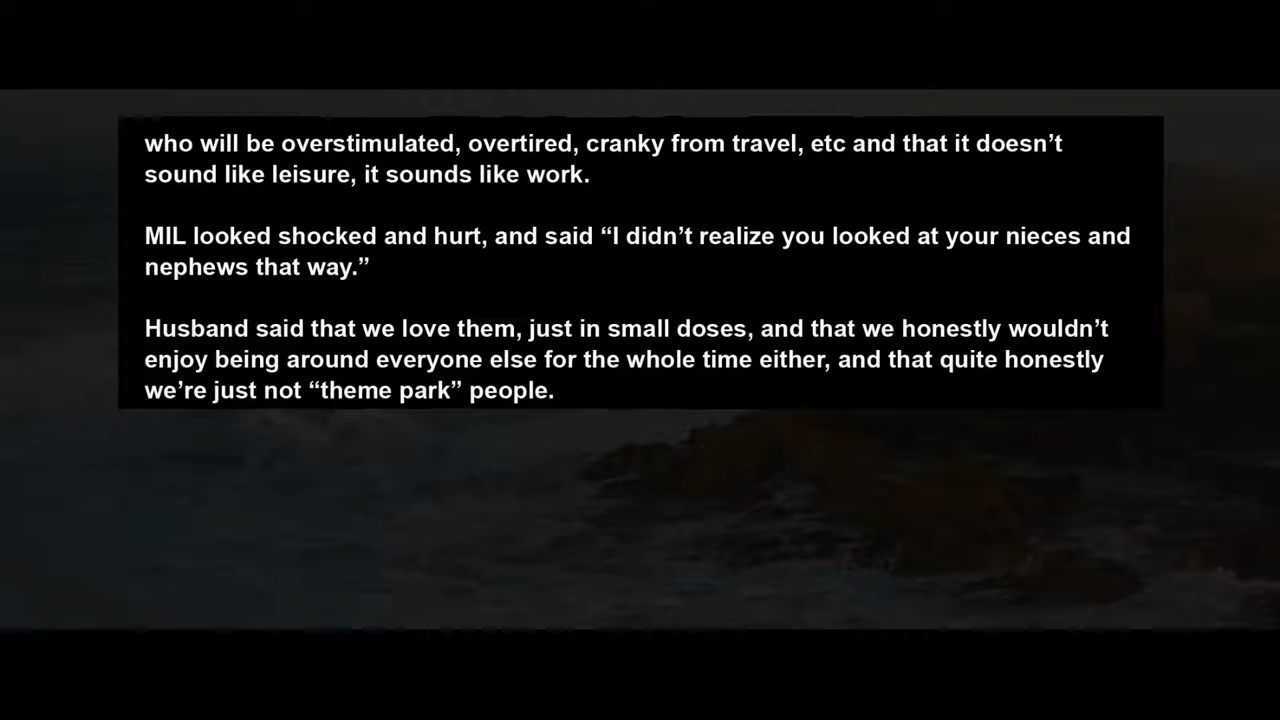 who will be overstimulated, overtired, cranky from travel, etc and that it doesn’t
sound like leisure, it sounds like work.
MIL looked shocked and hurt, and said “I didn’t realize you looked at your nieces and
nephews that way.”
Husband said that we love them, just in small doses, and that we honestly wouldn’t
enjoy being around everyone else for the whole time either, and that quite honestly
we’re just not “theme park” people.